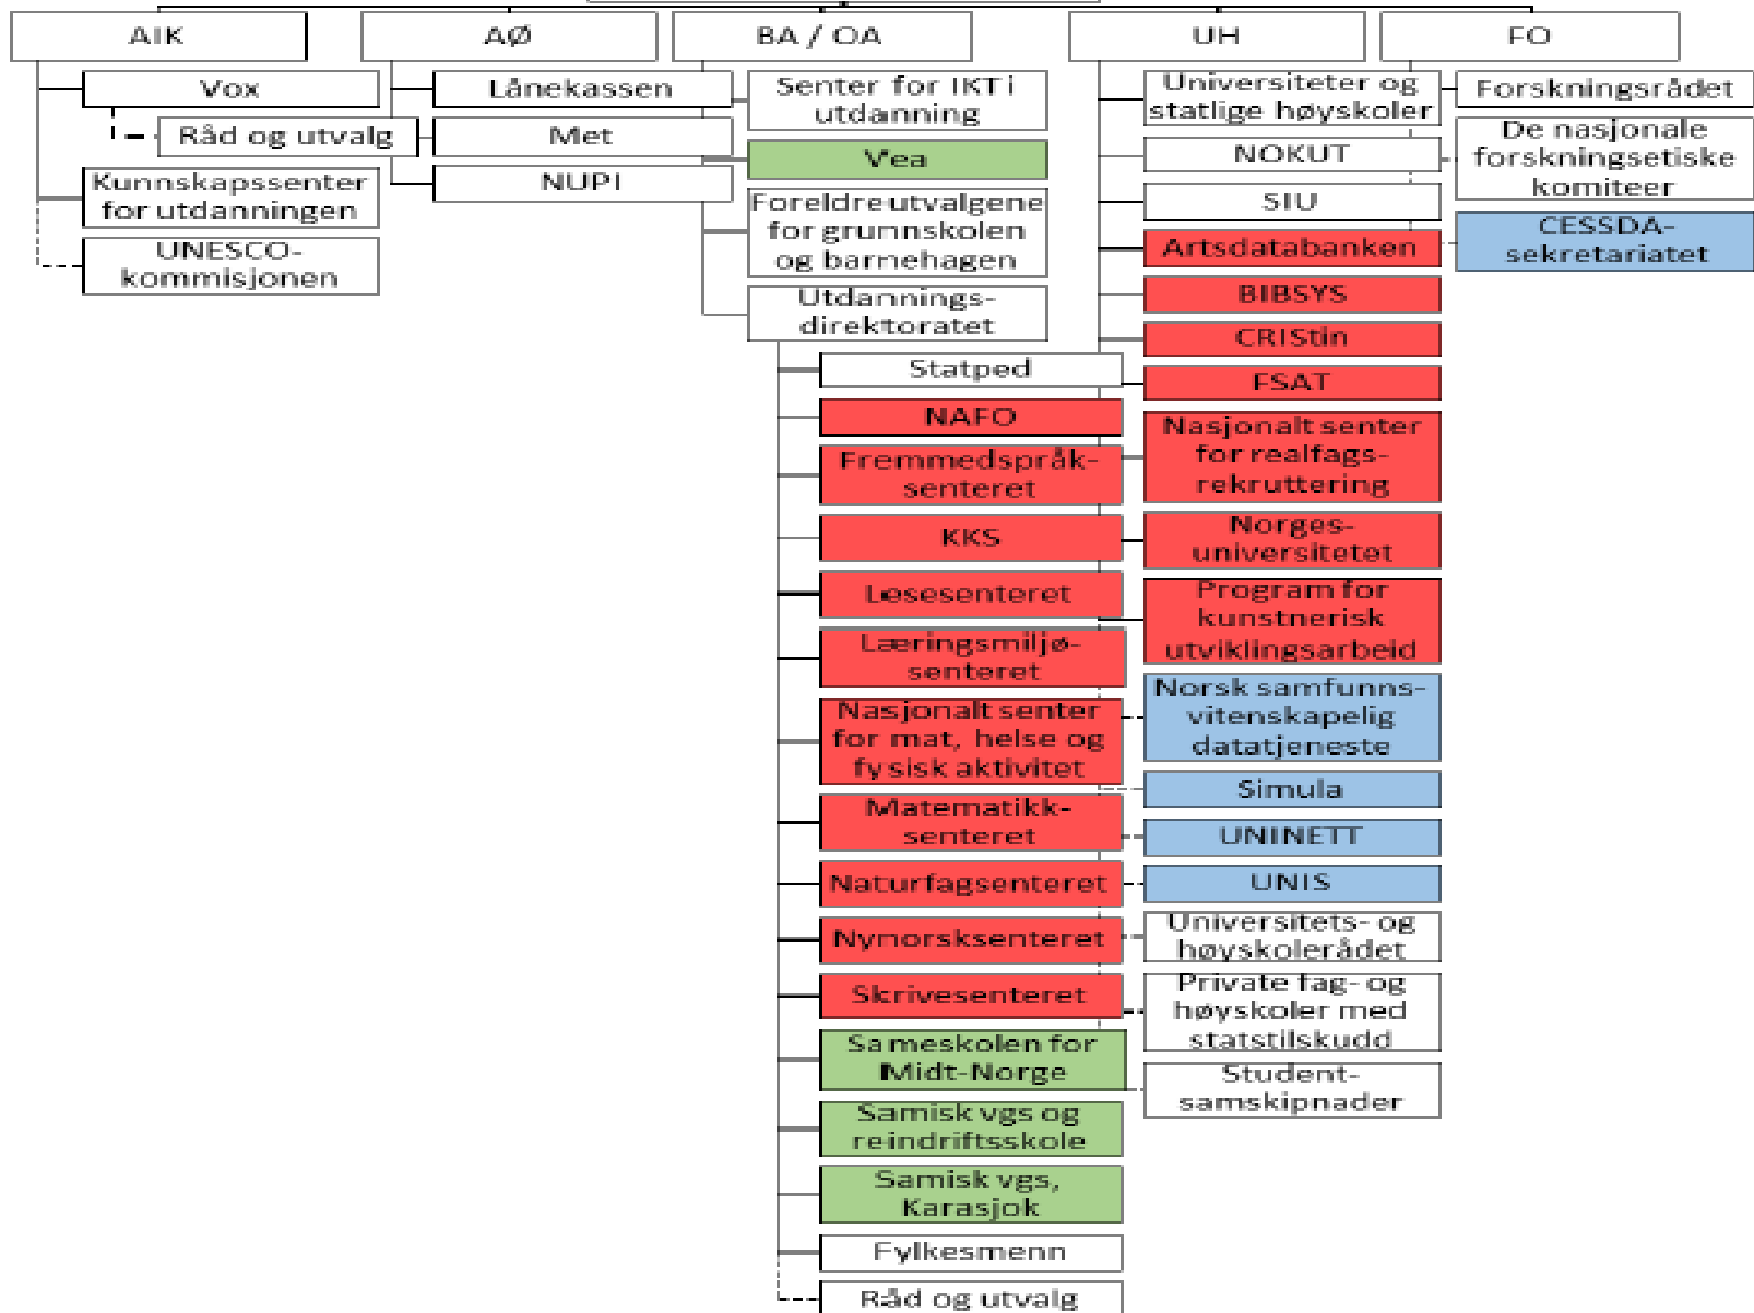 AIK
Vox
Råd og utvalg
Kunnskapssenter
for utdanningen
UNESCO-
kommisjonen
AØ
Lånekassen
Met
NUPI
BA / OA
Senter for IKT i
utdanning
Vea
Foreldreutvalgene
for grunnskolen
og barnehagen
Utdannings-
direktoratet
Statped
NAFO
Fremmedspråk-
senteret
KKS
Lesesenteret
Læringsmiljø-
senteret
Nasjonalt senter
for mat, helse og
fysisk aktivitet
Matematikk-
senteret
Naturfagsenteret
Nynorsksenteret
Skrivesenteret
Sameskolen for
Midt-Norge
Samisk vgs og
reindriftsskole
Samisk vgs,
Karasjok
Fylkesmenn
Råd og utvalg
UH
Universiteter og
statlige høyskoler
NOKUT
SIU
Artsdatabanken
BIBSYS
CRIStin
FSAT
Nasjonalt senter
for realfags-
rekruttering
Norges-
universitetet
Program for
kunstnerisk
utviklingsarbeid
Norsk samfunns-
vitenskapelig
datatjeneste
Simula
UNINETT
UNIS
Universitets- og
høyskolerådet
Private fag- og
høyskoler med
statstilskudd
Student-
samskipnader
FO
Forskningsrådet
De nasjonale
forskningsetiske
komiteer
CESSDA-
sekretariatet